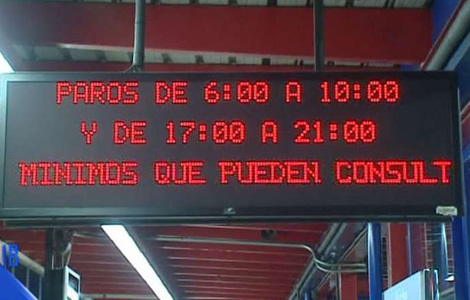 PAROS DE 6:00 A 10:00
Y DE 17:00 A 21:00
MINIMOS QUE PUEDEN CONSULT